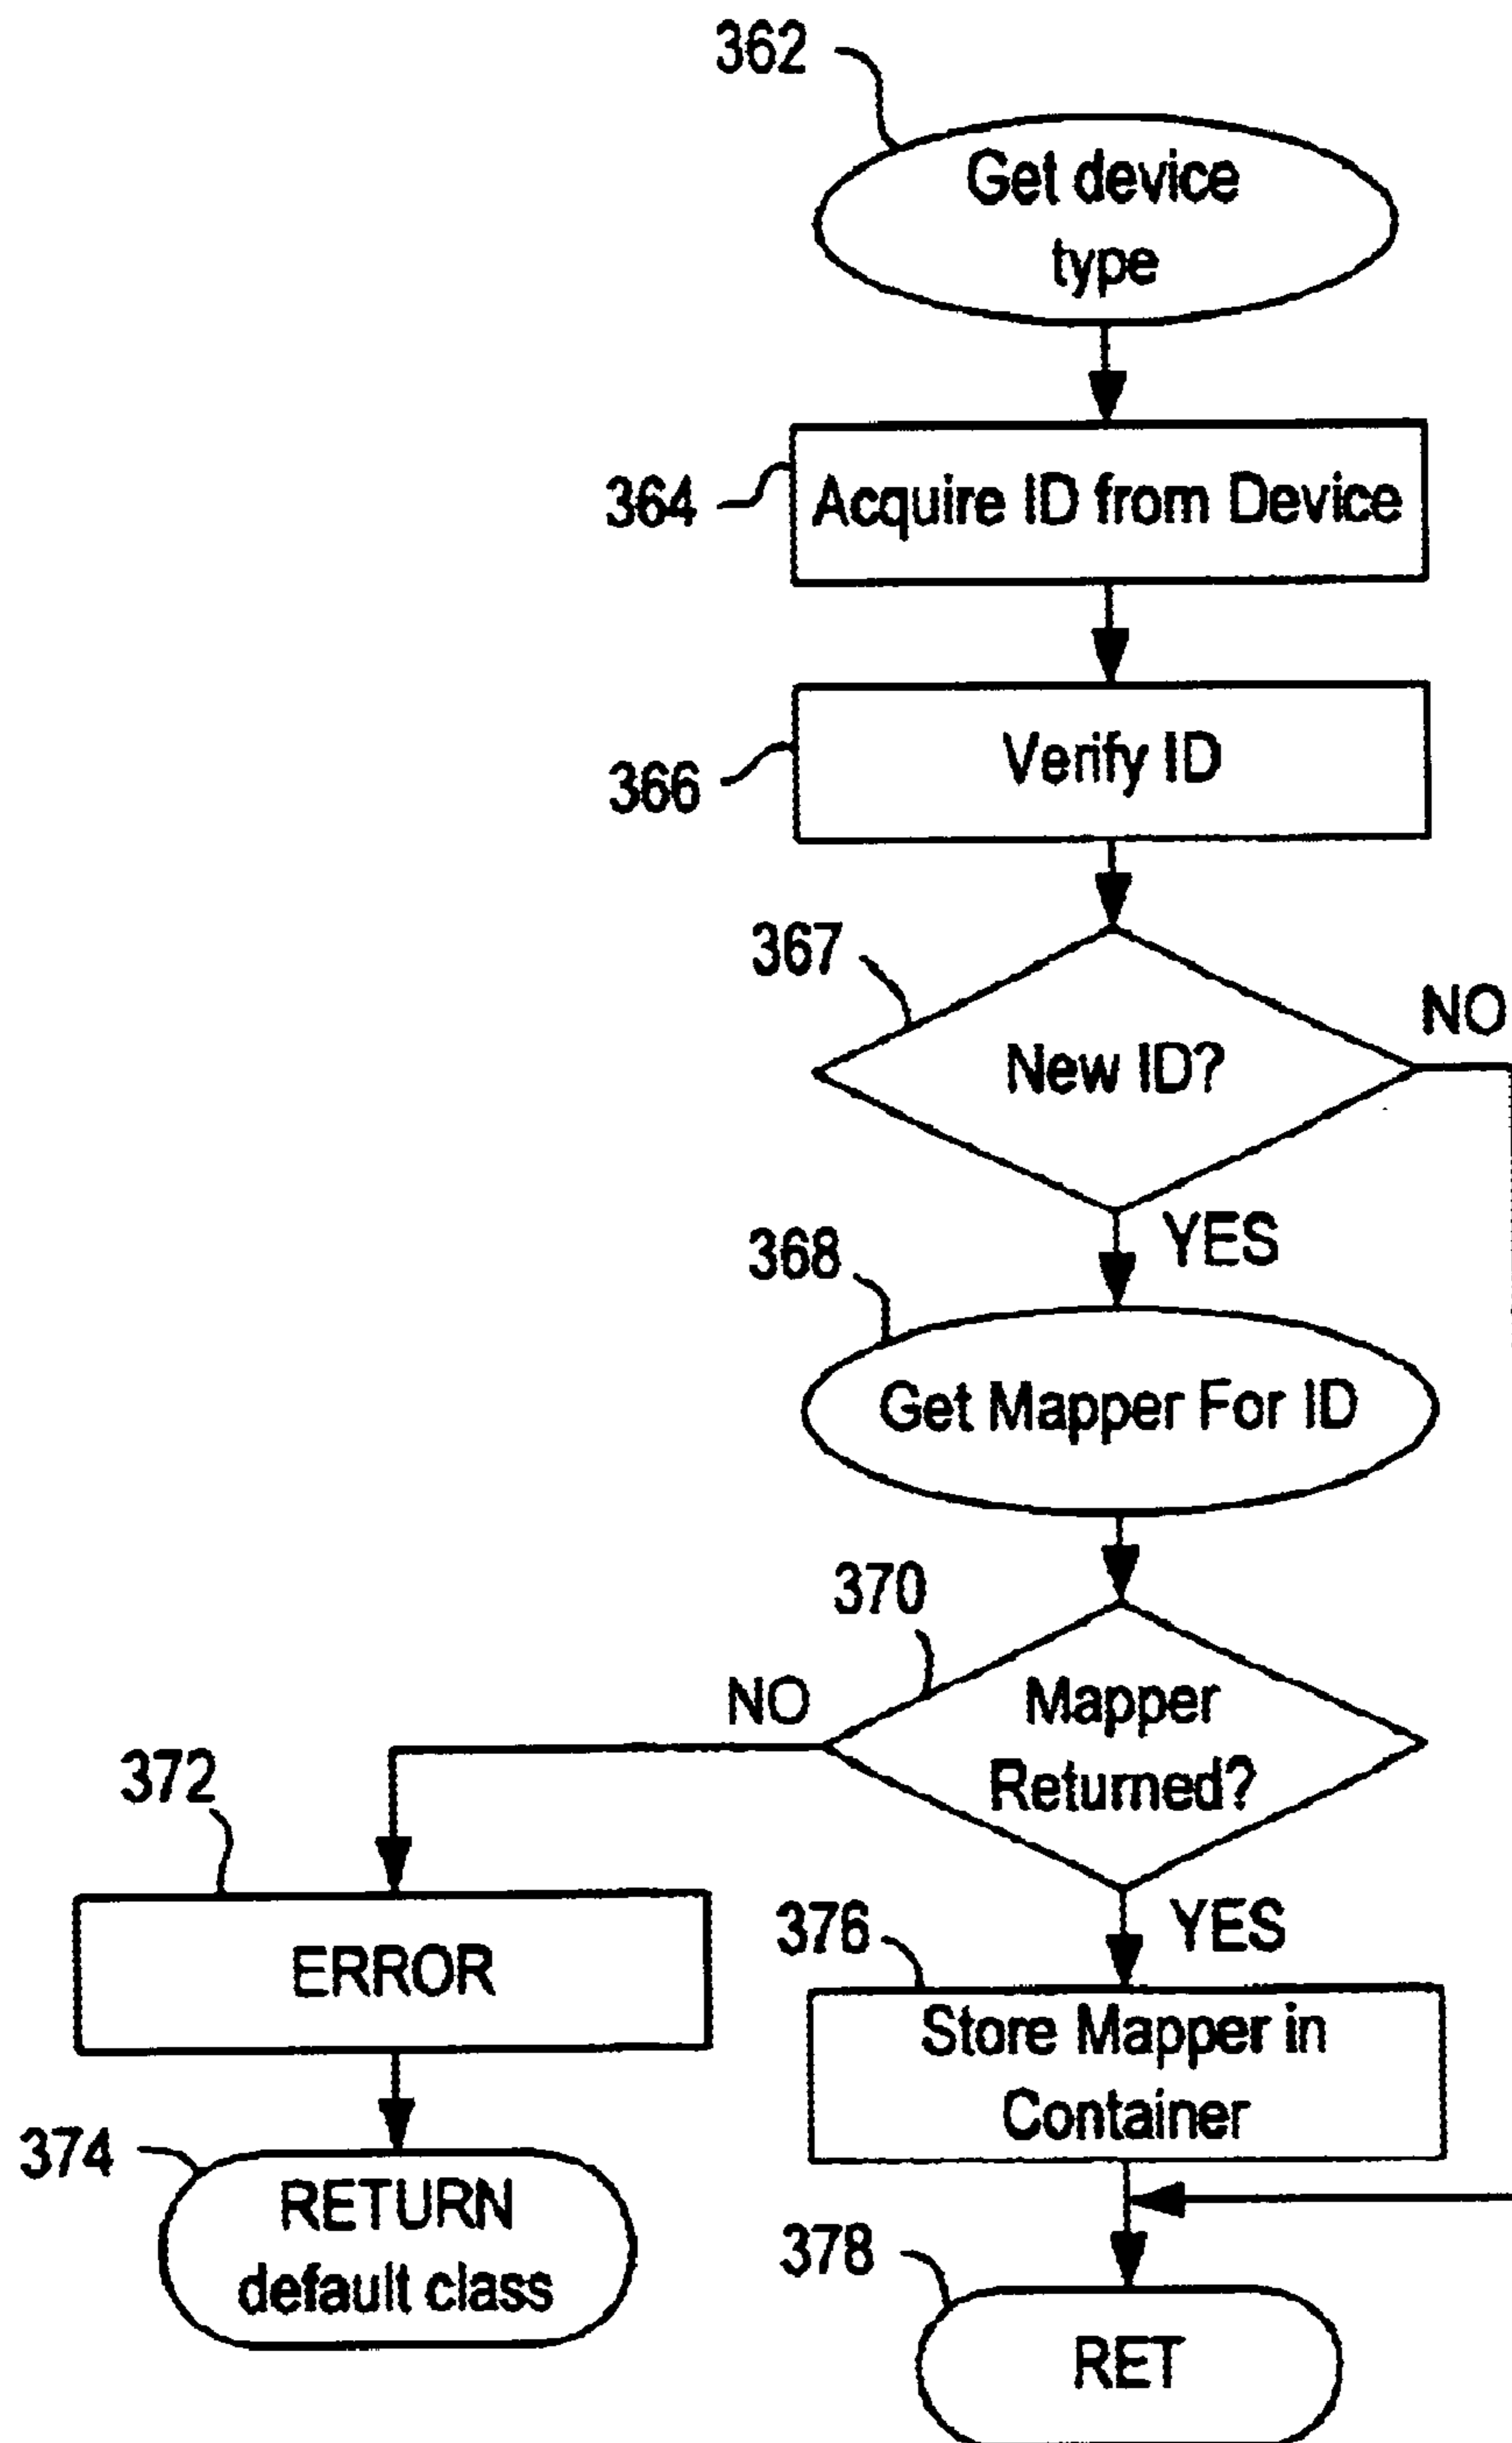 362
Get device
type
364
Acquire ID from Device
366
Verify ID
367
New ID?
NO
YES
368
Get Mapper For ID
370
Mapper
Returned?
NO
YES
372
ERROR
374
RETURN
default class
376
Store Mapper in
Container
378
RET